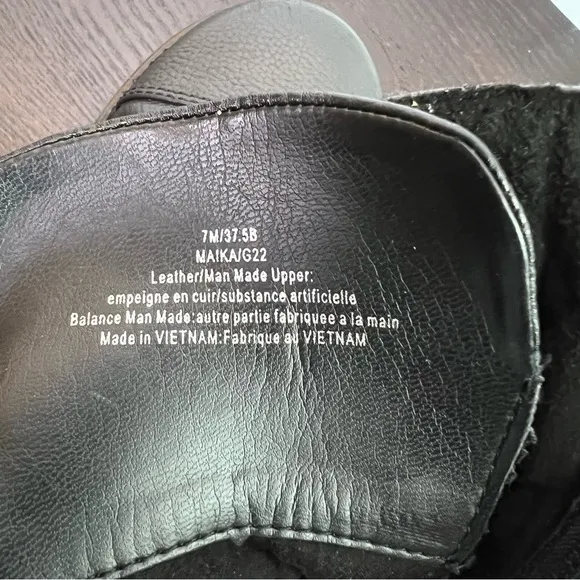 7M/37.5B
MAIKA/G22
Leather/Man Made Upper:
empeigne en cuir/substance artificielle
Balance Man Made:autre partie fabriquee a la main
Made in VIETNAM:Fabrique au VIETNAM